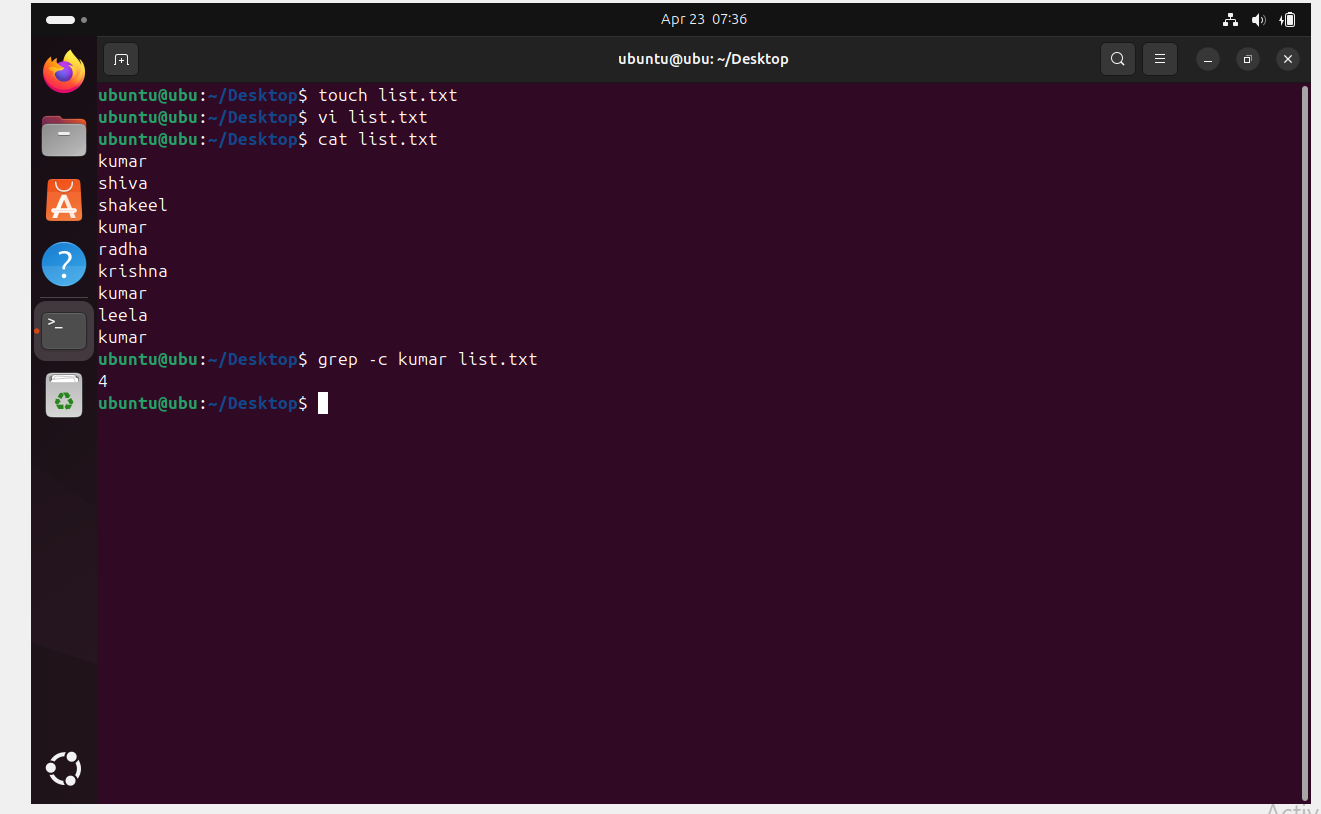 Apr 23 07:36
ubuntu@ubu: ~/Desktop
ubuntu@ubu:~/Desktop$ touch list.txt
ubuntu@ubu:~/Desktop$ vi list.txt
ubuntu@ubu:~/Desktop$ cat list.txt
kumar
shiva
shakeel
kumar
radha
krishna
kumar
leela
kumar
ubuntu@ubu:~/Desktop$ grep -c kumar list.txt
4
ubuntu@ubu:~/Desktop$